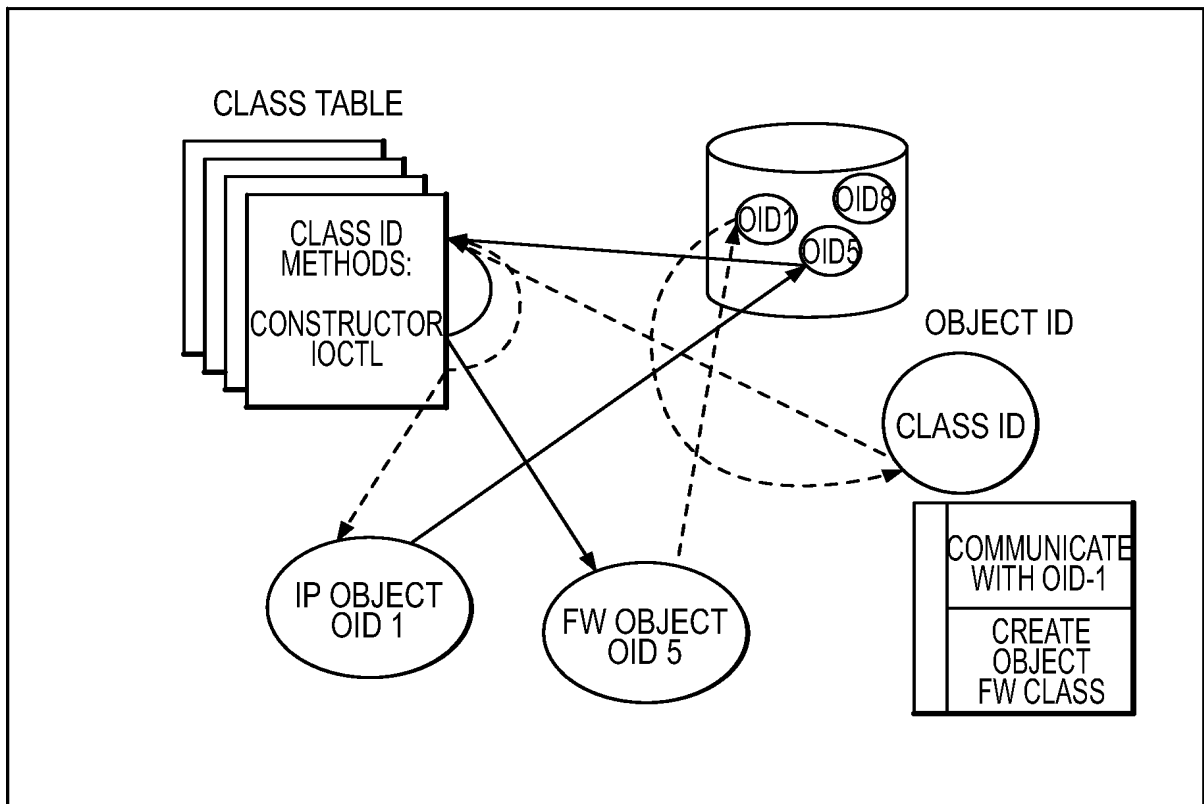 CLASS TABLE
CLASS ID
METHODS:
CONSTRUCTOR
IOCTL
OID1
OID8
OID5
OBJECT ID
CLASS ID
COMMUNICATE
WITH OID-1
CREATE
OBJECT
FW CLASS
IP OBJECT
OID 1
FW OBJECT
OID 5